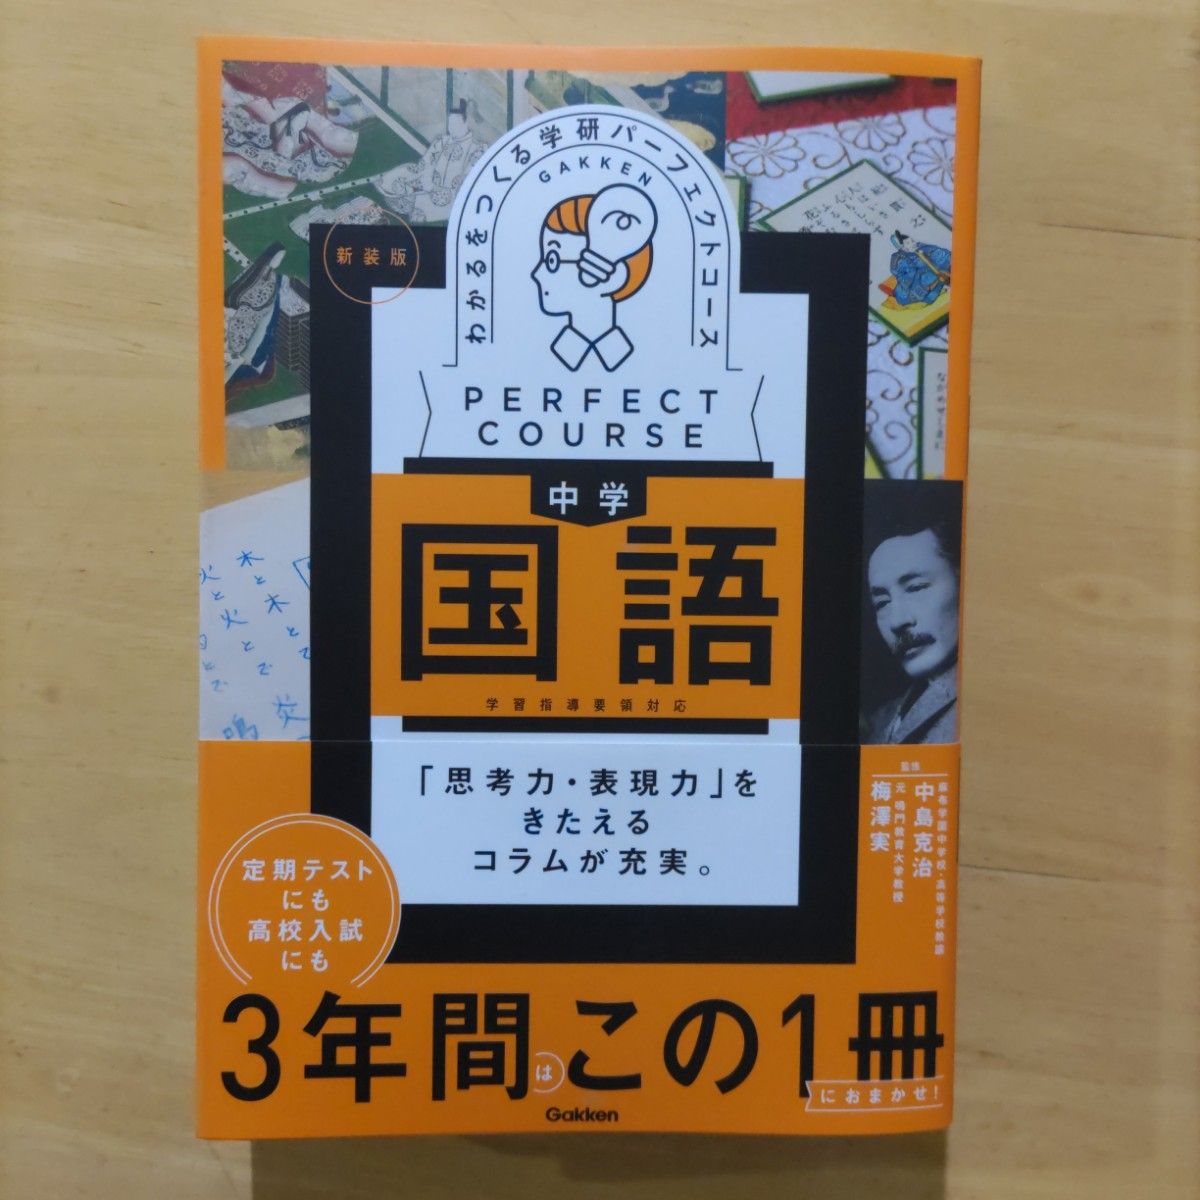 わかるをつくる学研パーフェクトコース
GAKKEN
新装版
PERFECT
COURSE
中学
国語
学習指導要領対応
「思考力・表現力」を
きたえる
コラムが充実。
監修
麻布学園中学校・高等学校教諭
中島克治
元 鳴門教育大学教授
梅澤実
定期テスト
にも
高校入試
にも
3年間はこの1冊
におまかせ!
Gakken